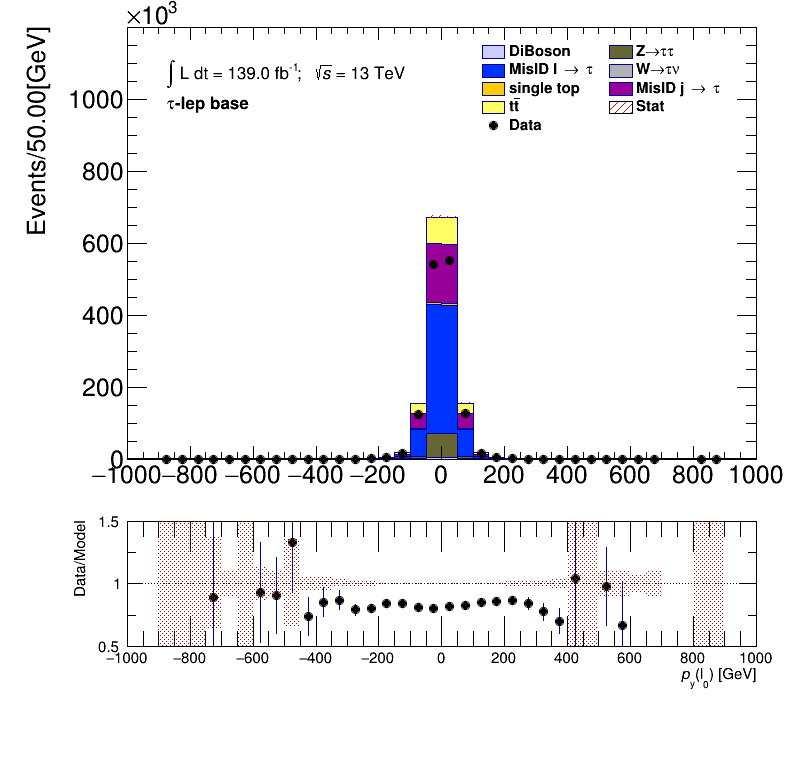 ×10³
Events/50.00[GeV]
∫ L dt = 139.0 fb⁻¹; √s = 13 TeV
τ-lep base
DiBoson
MisID l → τ
single top
tt̄
Data
Z→ττ
W→τν
MisID j → τ
Stat
1000
800
600
400
200
0
−1000 −800 −600 −400 −200 0 200 400 600 800 1000
Data/Model
1.5
1
0.5
−1000 −800 −600 −400 −200 0 200 400 600 800 1000
p_y(l_0) [GeV]